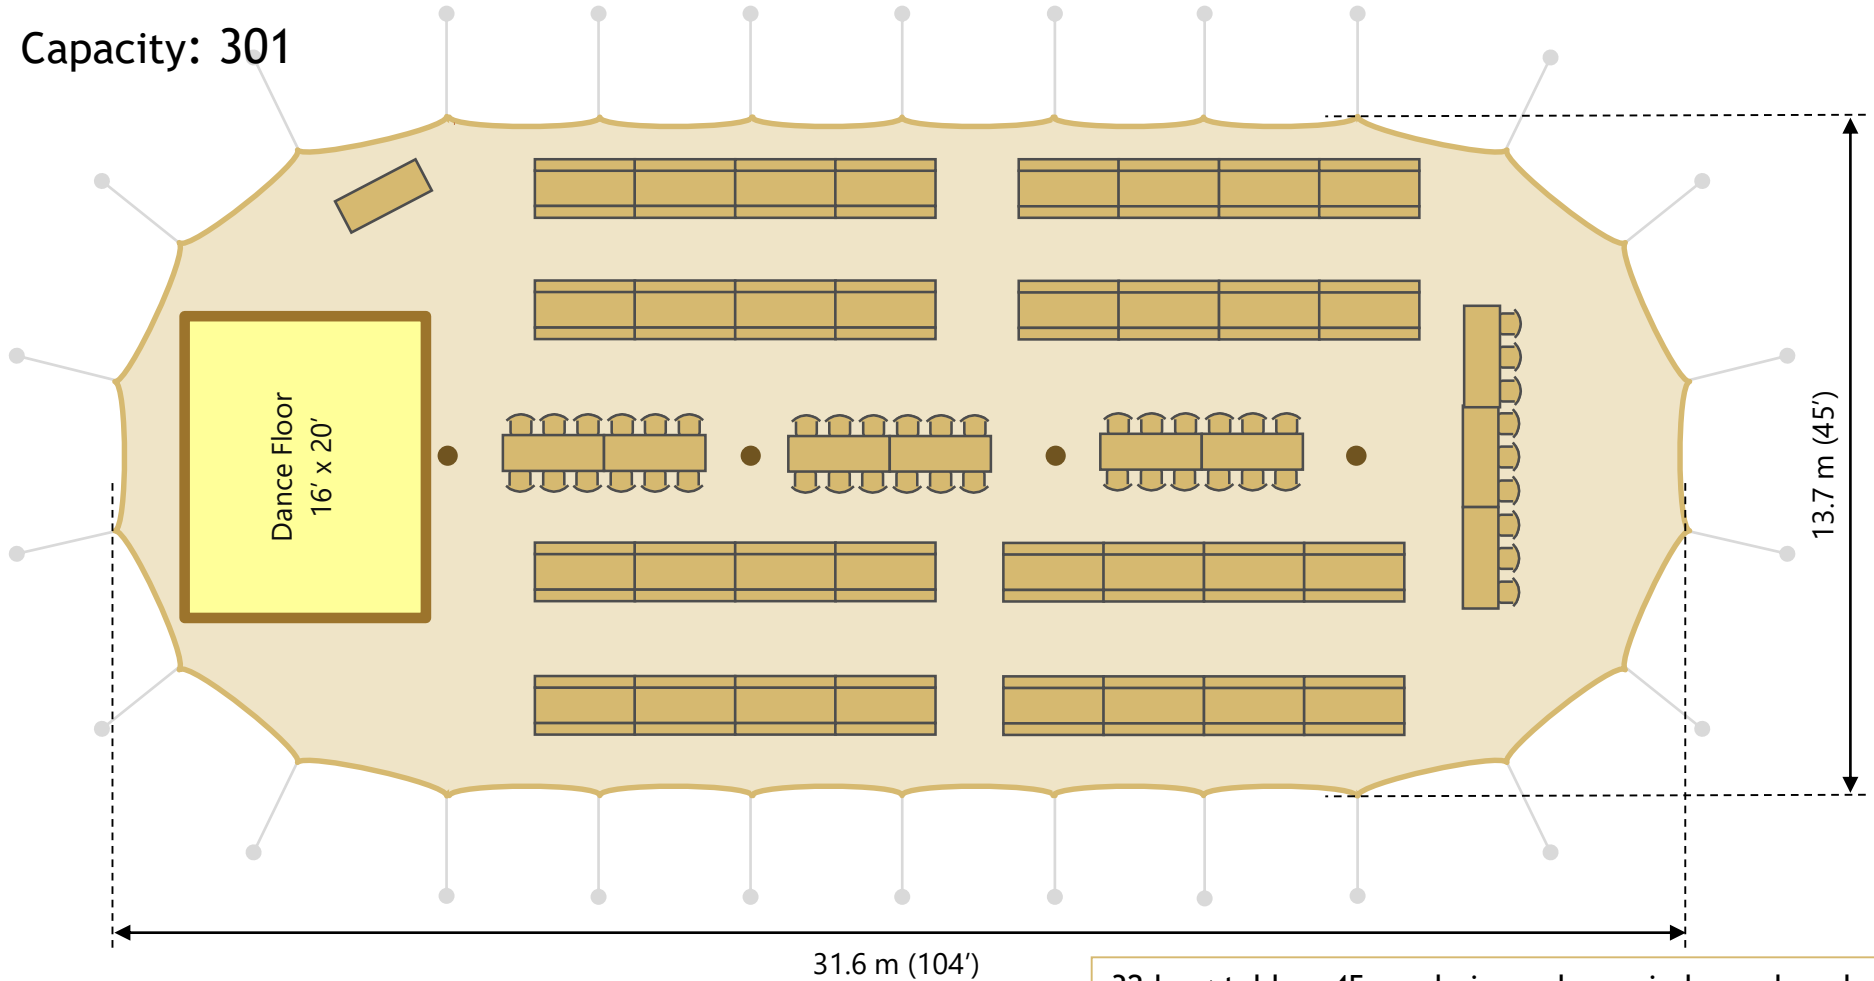 Capacity: 301
Dance Floor
16’ x 20’
13.7 m (45’)
31.6 m (104’)